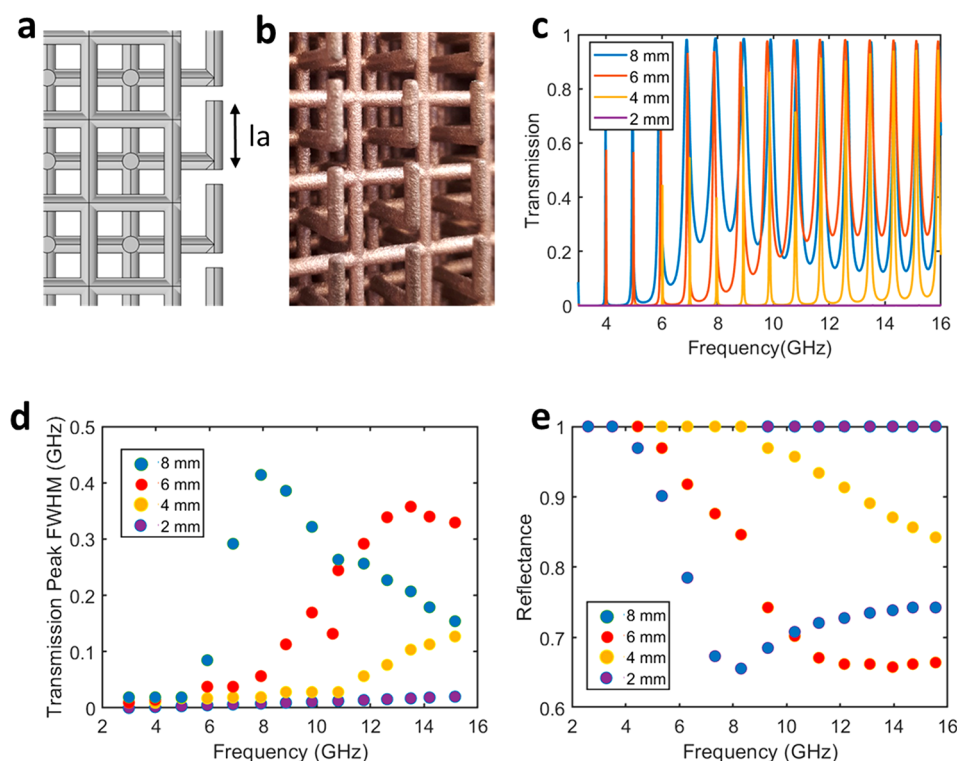 a
la
b
c
8 mm
6 mm
4 mm
2 mm
Transmission
1
0.8
0.6
0.4
0.2
0
4 6 8 10 12 14 16
Frequency(GHz)
d
8 mm
6 mm
4 mm
2 mm
Transmission Peak FWHM (GHz)
0.5
0.4
0.3
0.2
0.1
0
2 4 6 8 10 12 14 16
Frequency (GHz)
e
8 mm
6 mm
4 mm
2 mm
Reflectance
1
0.9
0.8
0.7
0.6
2 4 6 8 10 12 14 16
Frequency (GHz)